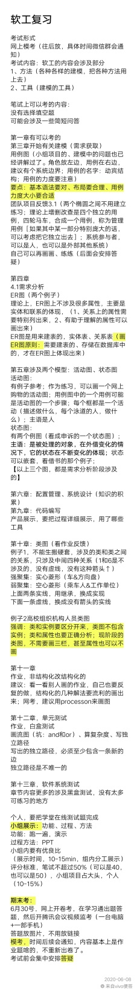 软工复习
考试形式
网上模考（往后放，具体时间微信群会通
知）
考试内容：软工的内容会涉及部分
1、方法（各种各样的建模，把各种方法用
上去）
2、工具（建模的工具）
笔试上可以考的内容：
没有选择填空题
可能会涉及一些简短问答
第一章有可以考的
第三章开始有关建模（需求获取）
用例图（小组项目的、建模中的问题也已
经讲解过了。角色放左边，用例在右边，
建议有个系统边界；用例的名字：动宾结
构；用例的力度要注意）
要点：基本语法要对、布局要合理、用例
力度大小要合适
团队项目反馈3.1（两个椭圆之间不用建立
练习；理论上增删改查是四个独立的用
例，四轮马车，合成一个用例，称为管理
用例［如果其中某一部分特别庞大的话，
可以考虑把它独立出去］；系统参与者，
可以是人，也可以是外部其他系统）
自己可以再画画、练练（后面会安排答
疑）
第四章
4.1需求分析
ER图（两个例子）
理论上，ER图上不涉及很多属性，主要是
实体和联系的体现，（1、关系上的属性需
要特别列出来，2、有助于理解的属性可以
画出来）
ER图是用来建表的，实体表、关系表（画
ER图原则：需要建表的、存储在数据库中
的，才在ER图上体现出来）
第五章涉及两个模型：活动图、状态图
活动图：
有例子参考；作为练习，可以画一个网上
购物的活动图；用例图中的一个用例可能
是活动图的一个步骤；每个框都是一个活
动（描述做什么，每个泳道的人，做什
么）；主语是人
状态图：
有两个例图（看成申诉的一个状态图）；
主语：是被处理的对象，在外借变化的情
况下，它的状态在不断变化的体现；状态
可以嵌套，看借书的那个例子；
【以上三个图，都是需求分析阶段涉及
的】
第六章：配置管理、系统设计（知识的积
累）
第九章：代码编写
产品展示，要把过程详细展示，用了哪些
工具
第十章：类图（看作业反馈）
例子1，不能生搬硬套，涉及的类和类之间
的关系，只涉及中间四种关系（1和6是不
涉及的，没有虚线，没有这种箭头↑）
强聚集：实心菱形（车&方向盘）
弱聚集：空心菱形（乘车人&工作单位）
上面两条实线，用继承，换成实现
下面一条虚线，换成没有箭头的实线
例子2高校组织机构人员类图
强调：类和实例要区分开来，类图不包含
实例；类和属性也要正确分析；现阶段的
类图，不需要画三栏，甚至属性也可以不
画
第十一章
作业，非结构化改结构化的
建议：看一看别人画的作业，自己也要反
复的做，结构化的几种解法要流利的画出
来；网考，建议用processon来画图
第十二章，单元测试
作业，白盒测试
画流图（坑：and和or）、算复杂度、写独
立路径
写出的独立路径，必须至少包含一条新的
边
独立路径是不唯一的
第十三章，软件系统测试
章节内容更多的涉及黑盒测试，没有太多
可练习的地方
个人，要把学堂在线测试题完成
小组展示：功能、过程、方法
功能：跑一遍，演示
过程方法：PPT
小组内要有优良比
（展示时间，10-15min，组内分工展示）
评分标准，笔试不超过50%（可以是40，
也可以是50），小组项目占大头，个人
（10-15%）
期末考：
6月30号，网上开卷考，在学习通出题答
题，然后开腾讯会议视频监考（一台电脑
+一部手机）
答题放图片，不用放链接
模考，时间后续会通知，内容基本上是作
业题啥的，不重新出卷了。
考试前会集中安排答疑
2020-06-08
来自vivo便签